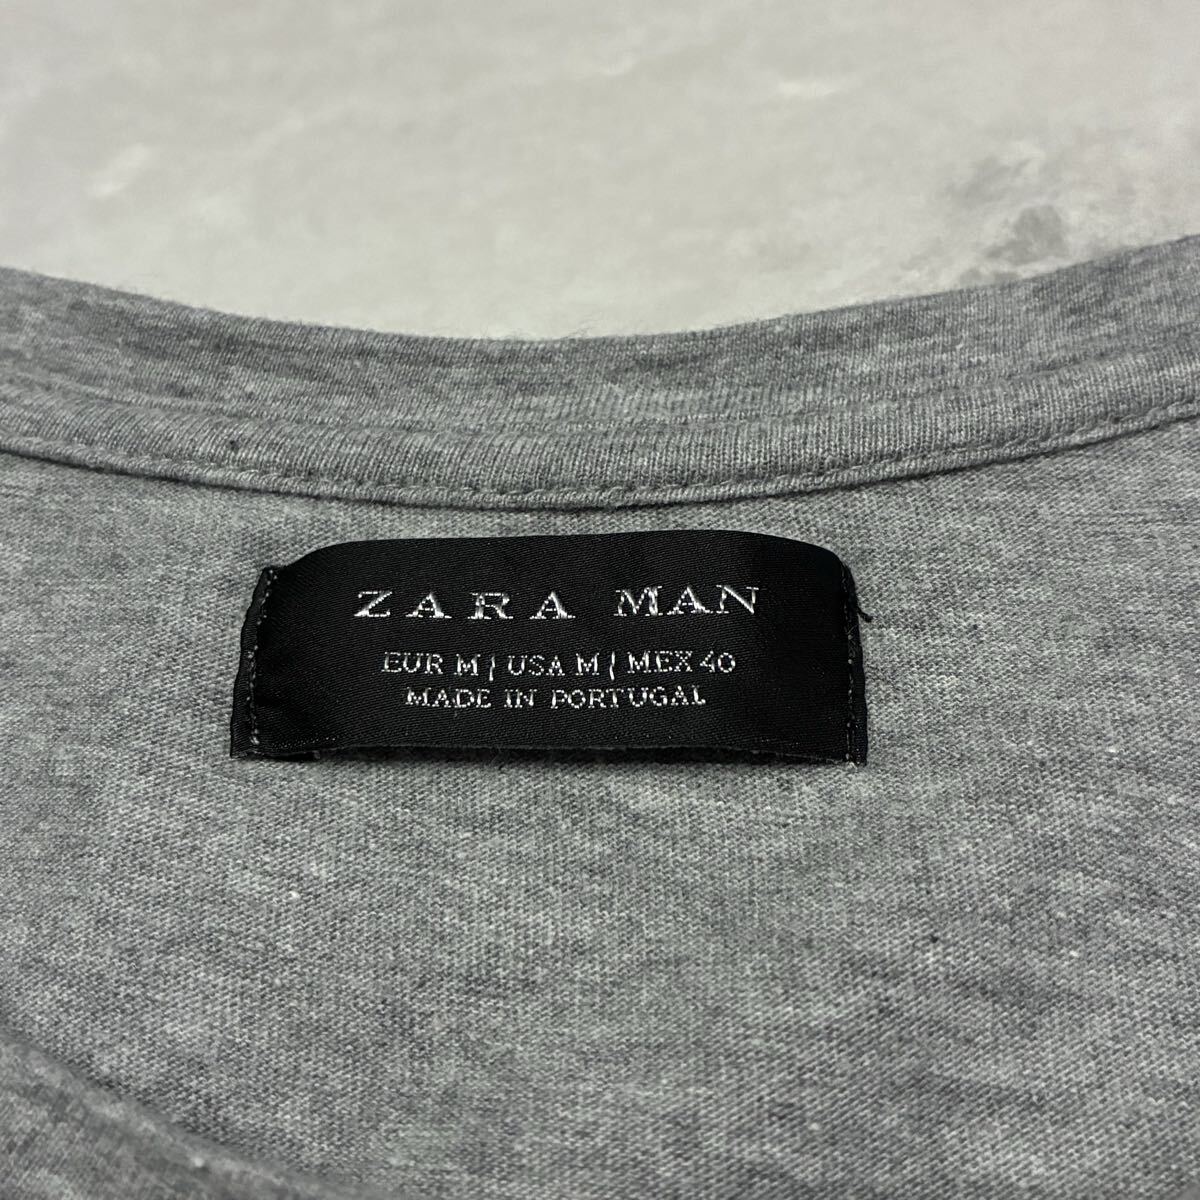 ZARA MAN
EUR M | USA M | MEX 40
MADE IN PORTUGAL